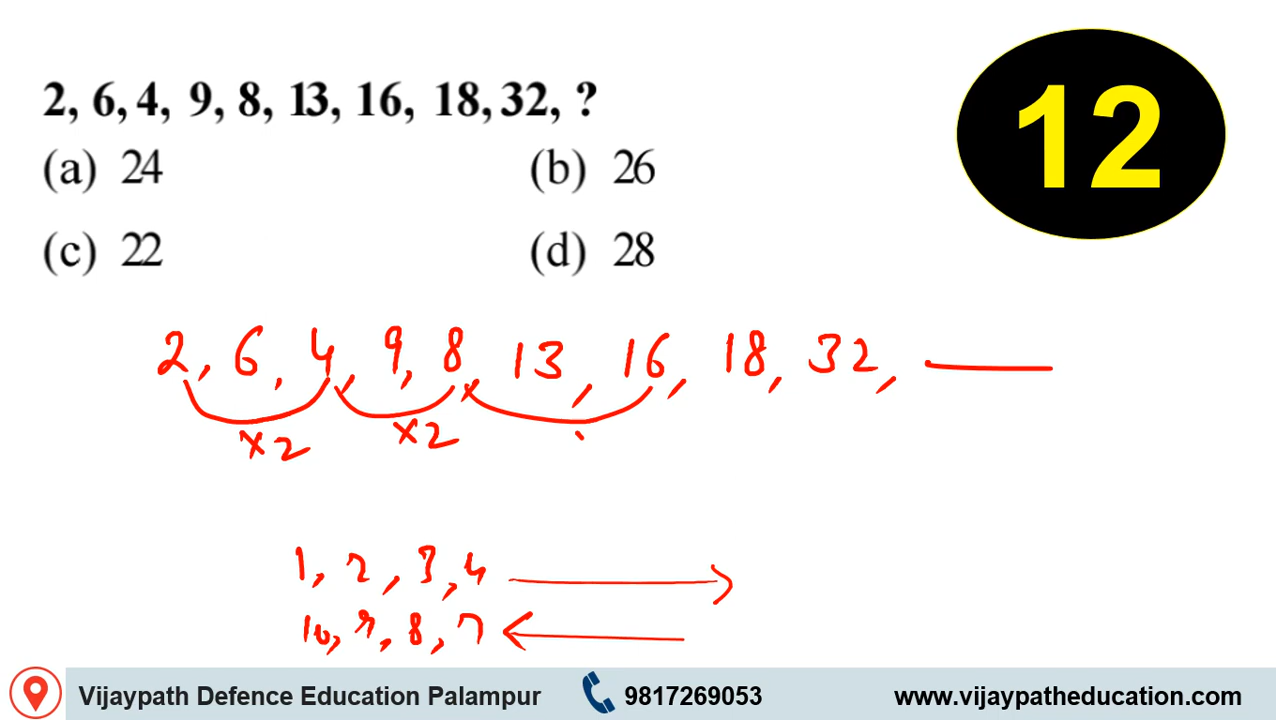 2, 6, 4, 9, 8, 13, 16, 18, 32, ?
12
(a) 24 (b) 26
(c) 22 (d) 28
2, 6, 4, 9, 8, 13, 16, 18, 32,
×2 ×2
1, 2, 3, 4
10, 9, 8, 7
Vijaypath Defence Education Palampur 9817269053 www.vijaypatheducation.com